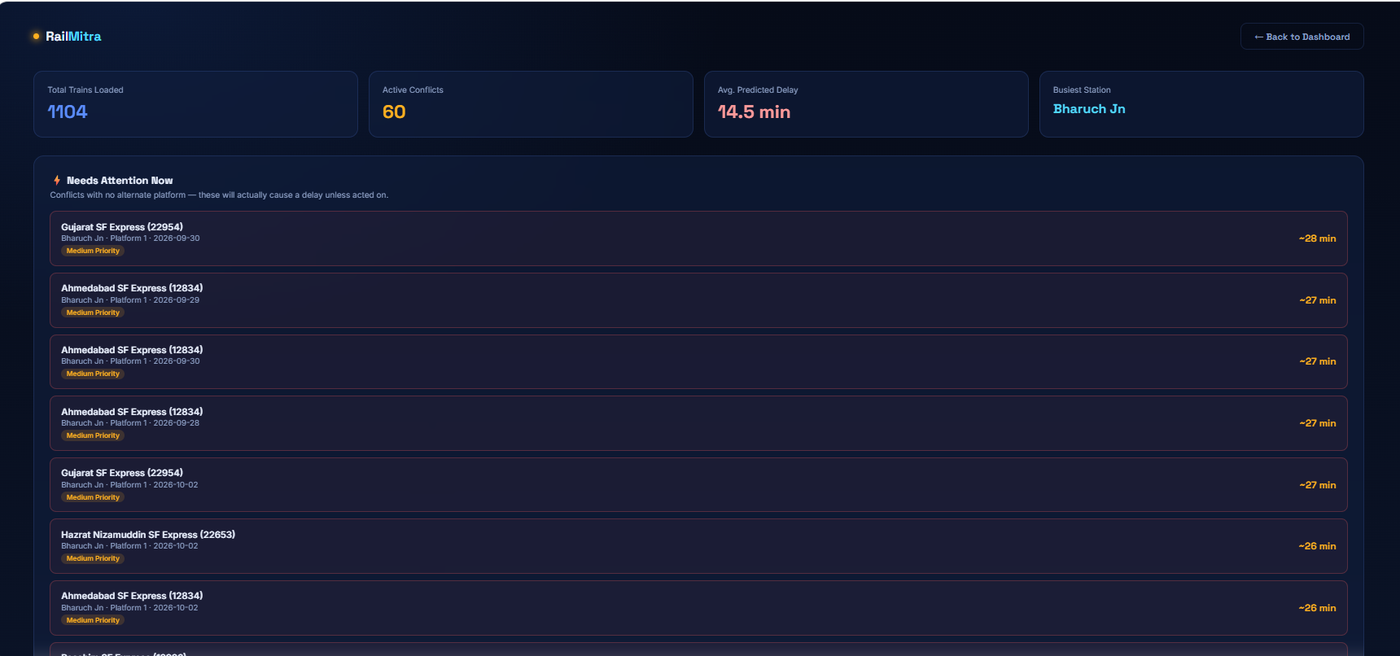 RailMitra
← Back to Dashboard
Total Trains Loaded
1104
Active Conflicts
60
Avg. Predicted Delay
14.5 min
Busiest Station
Bharuch Jn
Needs Attention Now
Conflicts with no alternate platform — these will actually cause a delay unless acted on.
Gujarat SF Express (22954)
Bharuch Jn · Platform 1 · 2026-09-30
Medium Priority
~28 min
Ahmedabad SF Express (12834)
Bharuch Jn · Platform 1 · 2026-09-29
Medium Priority
~27 min
Ahmedabad SF Express (12834)
Bharuch Jn · Platform 1 · 2026-09-30
Medium Priority
~27 min
Ahmedabad SF Express (12834)
Bharuch Jn · Platform 1 · 2026-09-28
Medium Priority
~27 min
Gujarat SF Express (22954)
Bharuch Jn · Platform 1 · 2026-10-02
Medium Priority
~27 min
Hazrat Nizamuddin SF Express (22653)
Bharuch Jn · Platform 1 · 2026-10-02
Medium Priority
~26 min
Ahmedabad SF Express (12834)
Bharuch Jn · Platform 1 · 2026-10-02
Medium Priority
~26 min